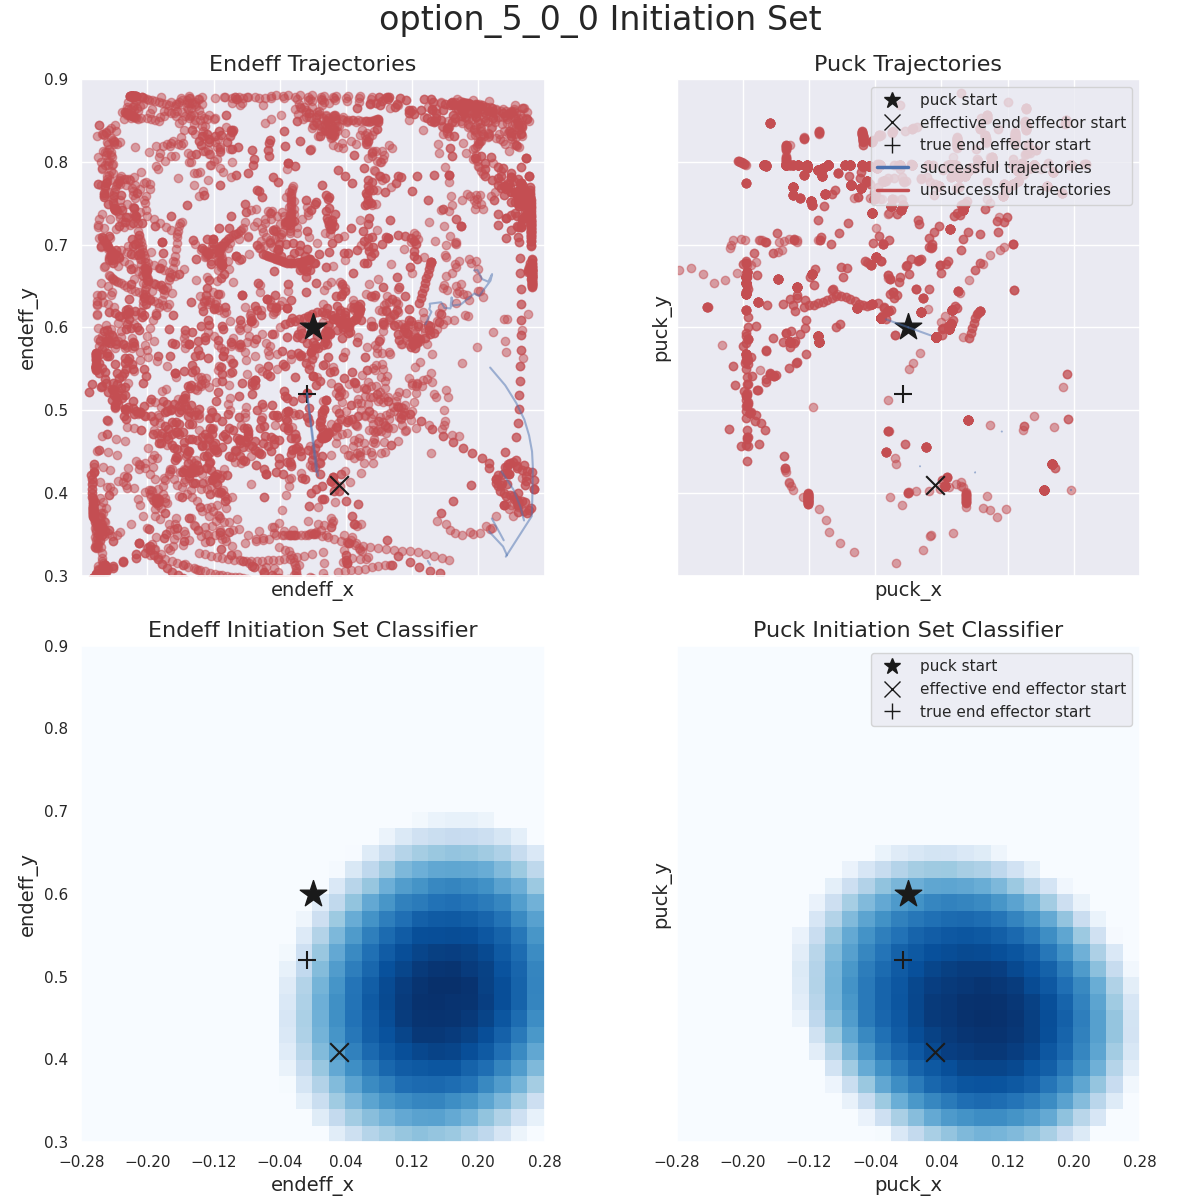 option_5_0_0 Initiation Set
Endeff Trajectories
0.9
0.8
0.7
0.6
0.5
0.4
0.3
endeff_y
endeff_x
Puck Trajectories
puck start
effective end effector start
true end effector start
successful trajectories
unsuccessful trajectories
puck_y
puck_x
Endeff Initiation Set Classifier
0.9
0.8
0.7
0.6
0.5
0.4
0.3
endeff_y
−0.28 −0.20 −0.12 −0.04 0.04 0.12 0.20 0.28
endeff_x
Puck Initiation Set Classifier
puck start
effective end effector start
true end effector start
puck_y
−0.28 −0.20 −0.12 −0.04 0.04 0.12 0.20 0.28
puck_x